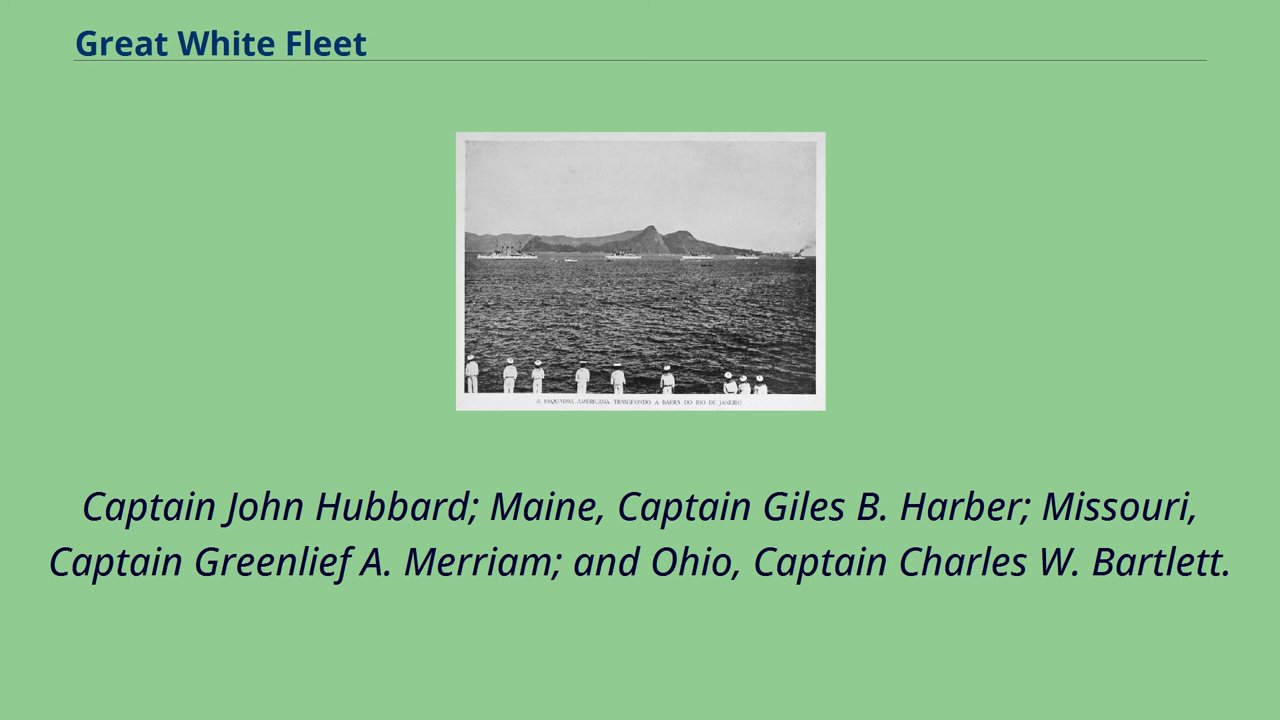 Great White Fleet
A ESQUADRA AMERICANA TRANSPONDO A BARRA DO RIO DE JANEIRO.
Captain John Hubbard; Maine, Captain Giles B. Harber; Missouri,
Captain Greenlief A. Merriam; and Ohio, Captain Charles W. Bartlett.